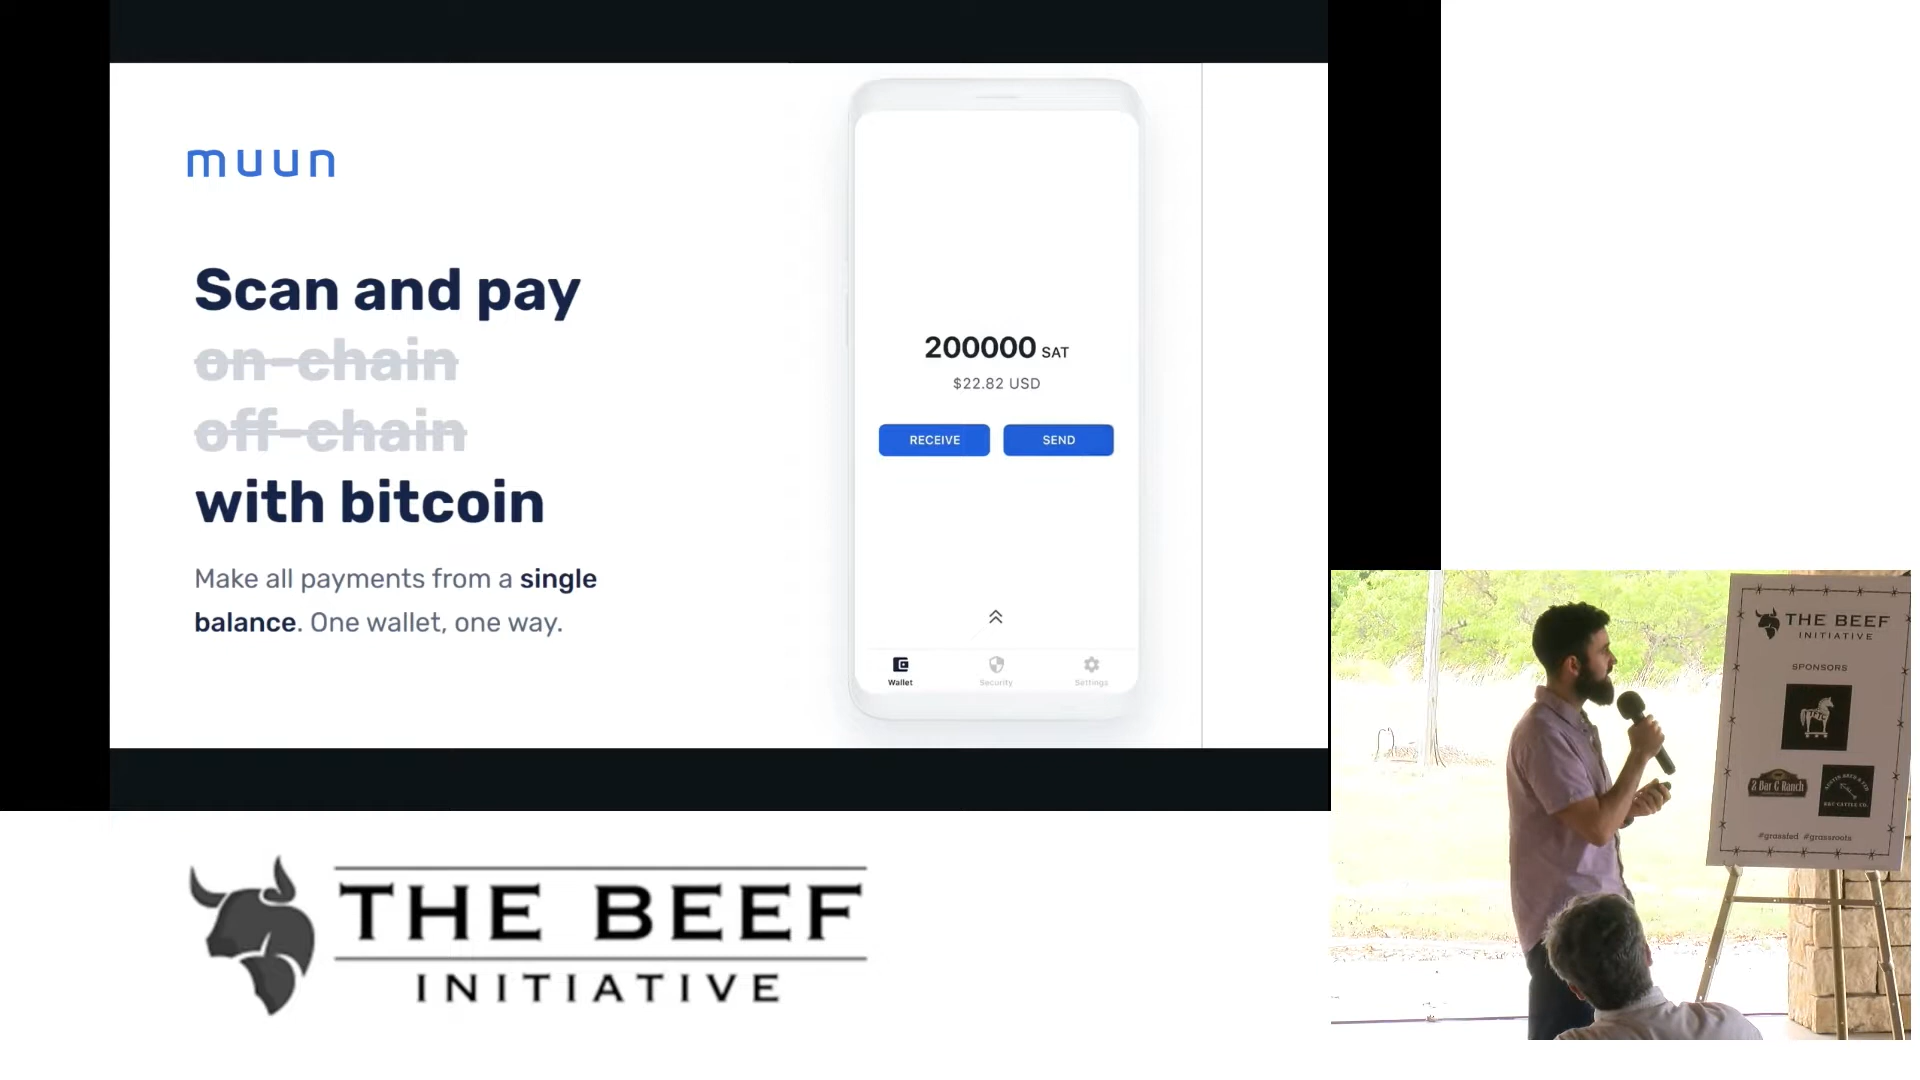 muun
Scan and pay
on-chain
off-chain
with bitcoin
Make all payments from a single
balance. One wallet, one way.
200000 SAT
$22.82 USD
RECEIVE
SEND
Wallet
Security
Settings
THE BEEF
INITIATIVE
THE BEEF
INITIATIVE
SPONSORS
2 Bar C Ranch
K&C CATTLE CO.
#grassfed #grassroots